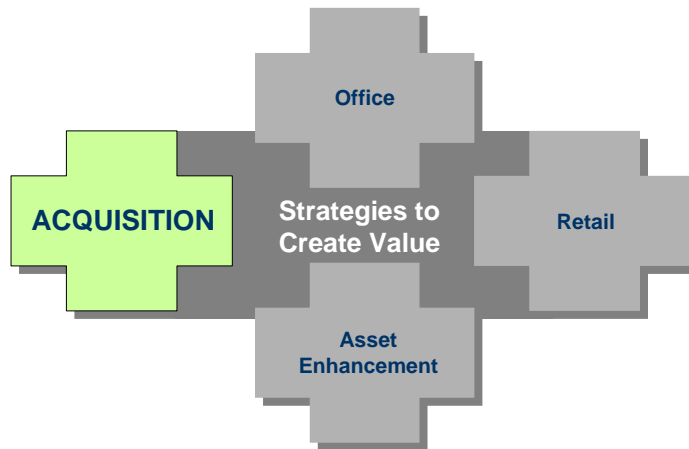 Office
ACQUISITION
Strategies to
Create Value
Retail
Asset
Enhancement